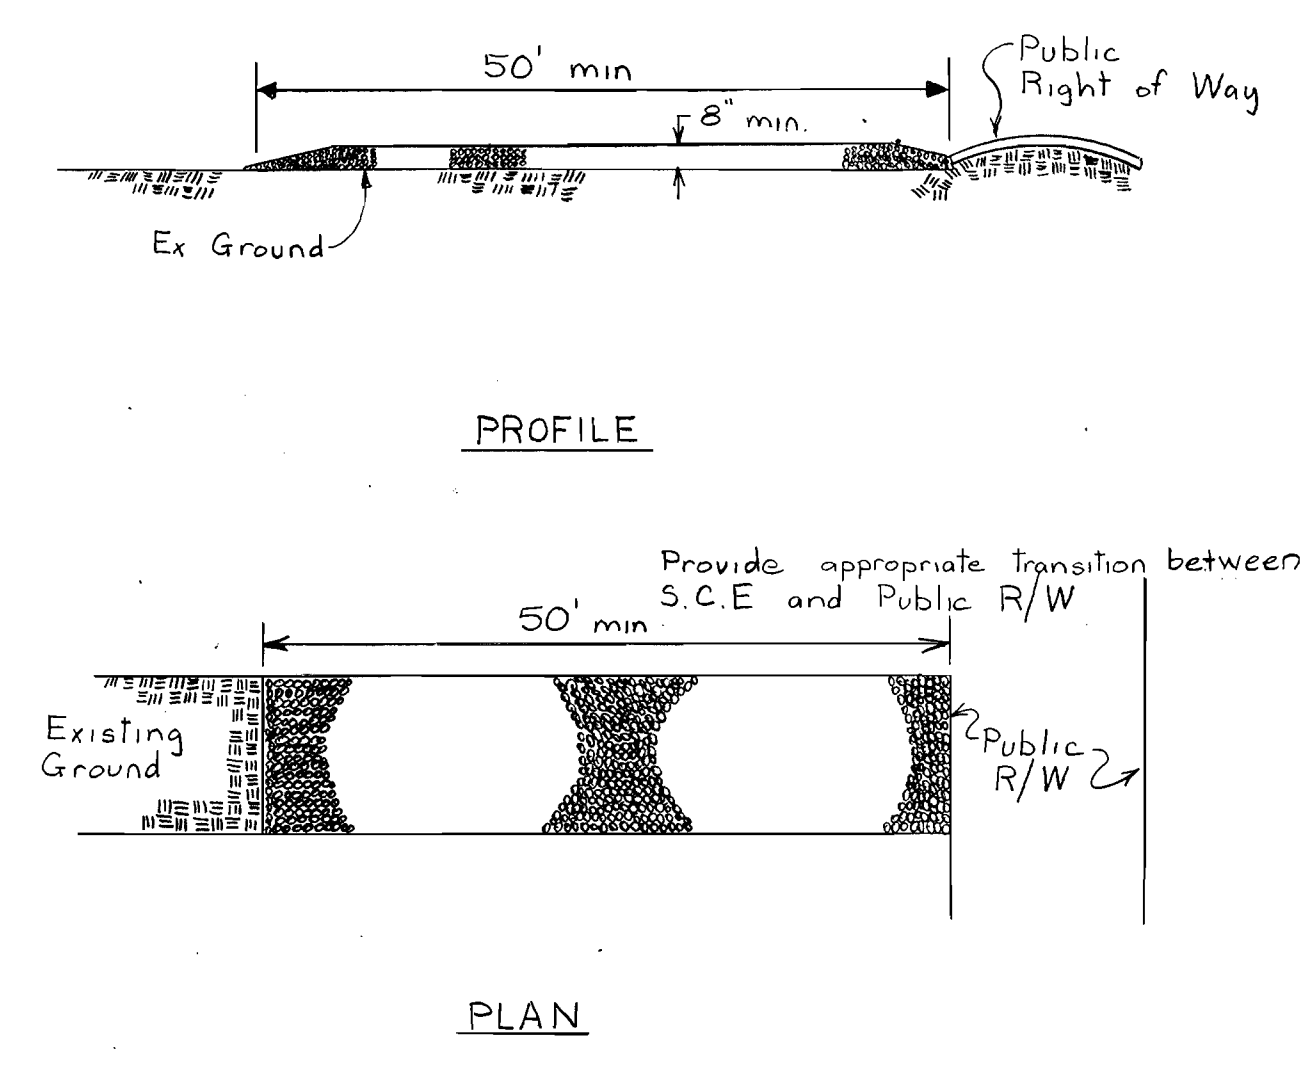 50' min
Public
Right of Way
8" min.
Ex Ground
PROFILE
Provide appropriate transition between
S.C.E and Public R/W
50' min
Existing
Ground
Public
R/W
PLAN